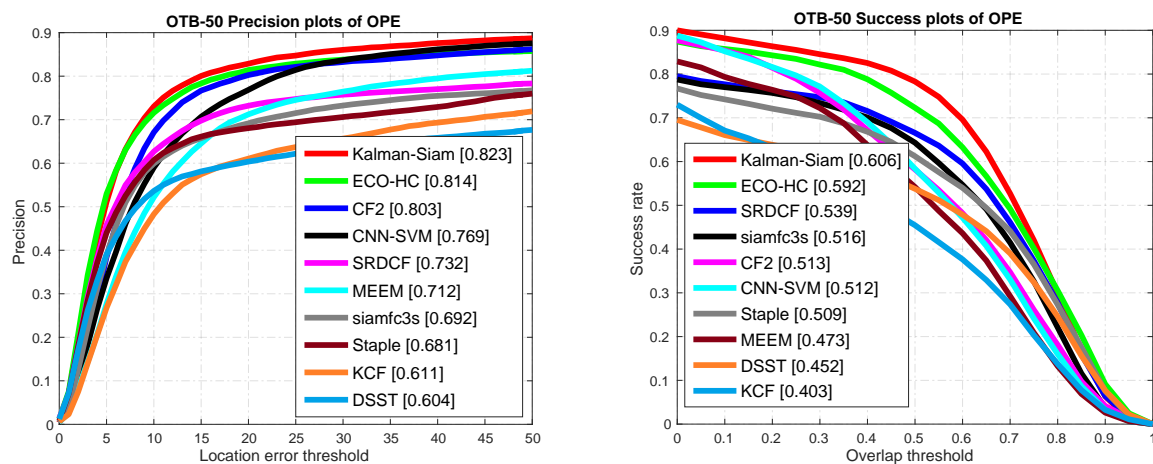 OTB-50 Precision plots of OPE
0.9
0.8
0.7
0.6
0.5
0.4
0.3
0.2
0.1
0
Precision
Kalman-Siam [0.823]
ECO-HC [0.814]
CF2 [0.803]
CNN-SVM [0.769]
SRDCF [0.732]
MEEM [0.712]
siamfc3s [0.692]
Staple [0.681]
KCF [0.611]
DSST [0.604]
0 5 10 15 20 25 30 35 40 45 50
Location error threshold
OTB-50 Success plots of OPE
0.9
0.8
0.7
0.6
0.5
0.4
0.3
0.2
0.1
0
Success rate
Kalman-Siam [0.606]
ECO-HC [0.592]
SRDCF [0.539]
siamfc3s [0.516]
CF2 [0.513]
CNN-SVM [0.512]
Staple [0.509]
MEEM [0.473]
DSST [0.452]
KCF [0.403]
0 0.1 0.2 0.3 0.4 0.5 0.6 0.7 0.8 0.9 1
Overlap threshold